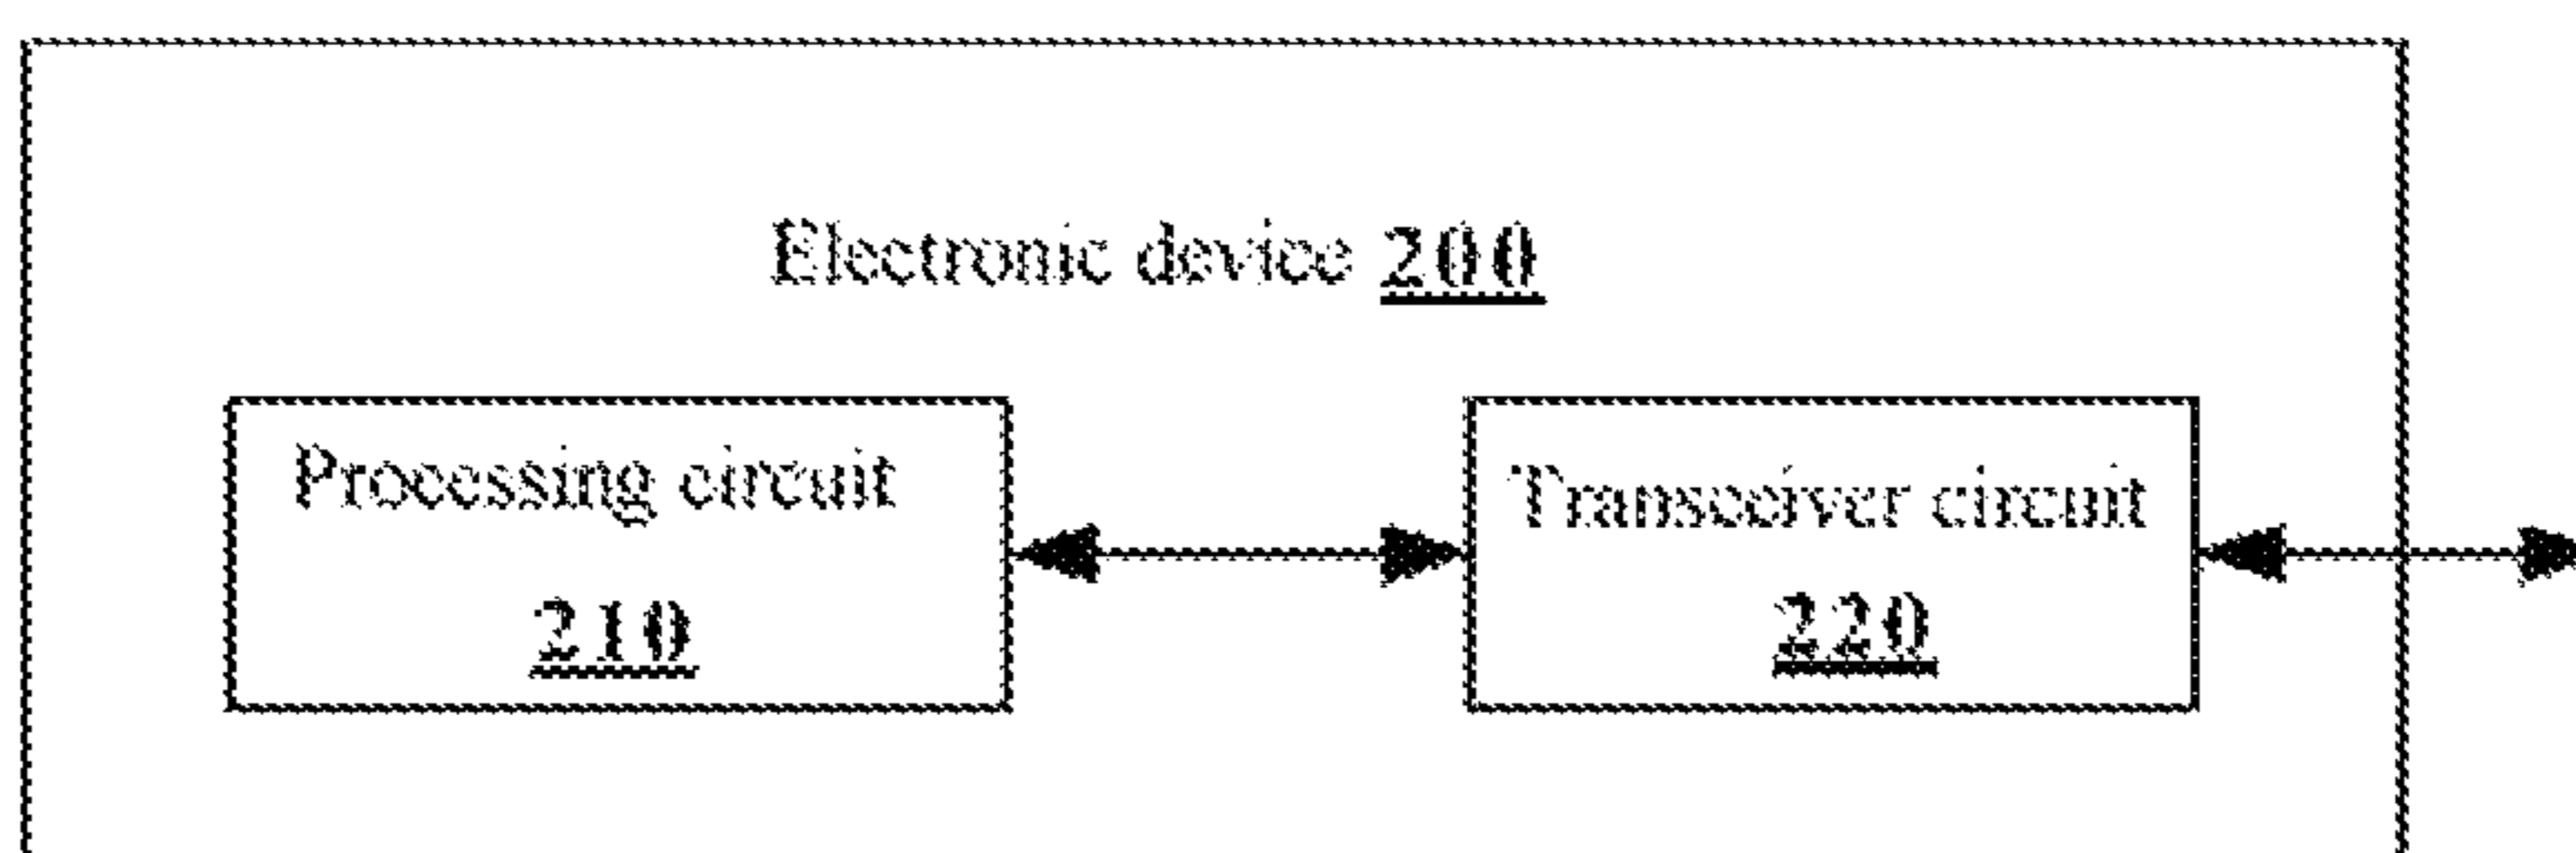 Electronic device 200
Processing circuit
210
Transceiver circuit
220